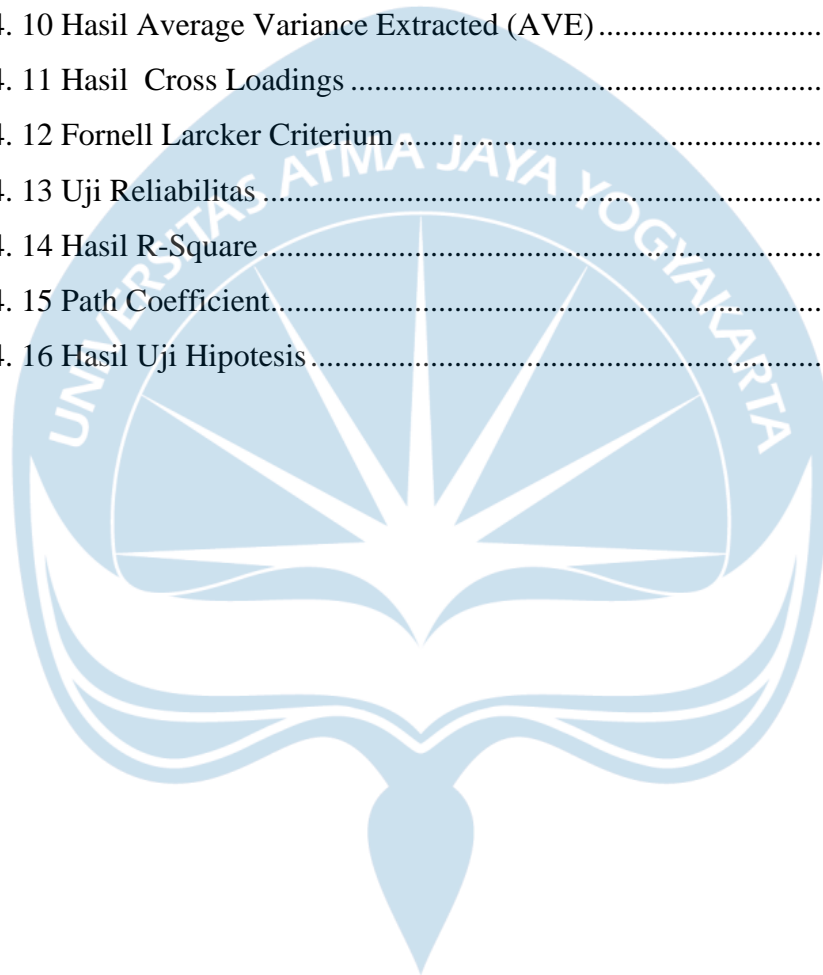 4. 10 Hasil Average Variance Extracted (AVE)............................
4. 11 Hasil  Cross Loadings............................................................
4. 12 Fornell Larcker Criterium......................................................
4. 13 Uji Reliabilitas.......................................................................
4. 14 Hasil R-Square.......................................................................
4. 15 Path Coefficient......................................................................
4. 16 Hasil Uji Hipotesis.................................................................
UNIVERSITAS ATMA JAYA YOGYAKARTA